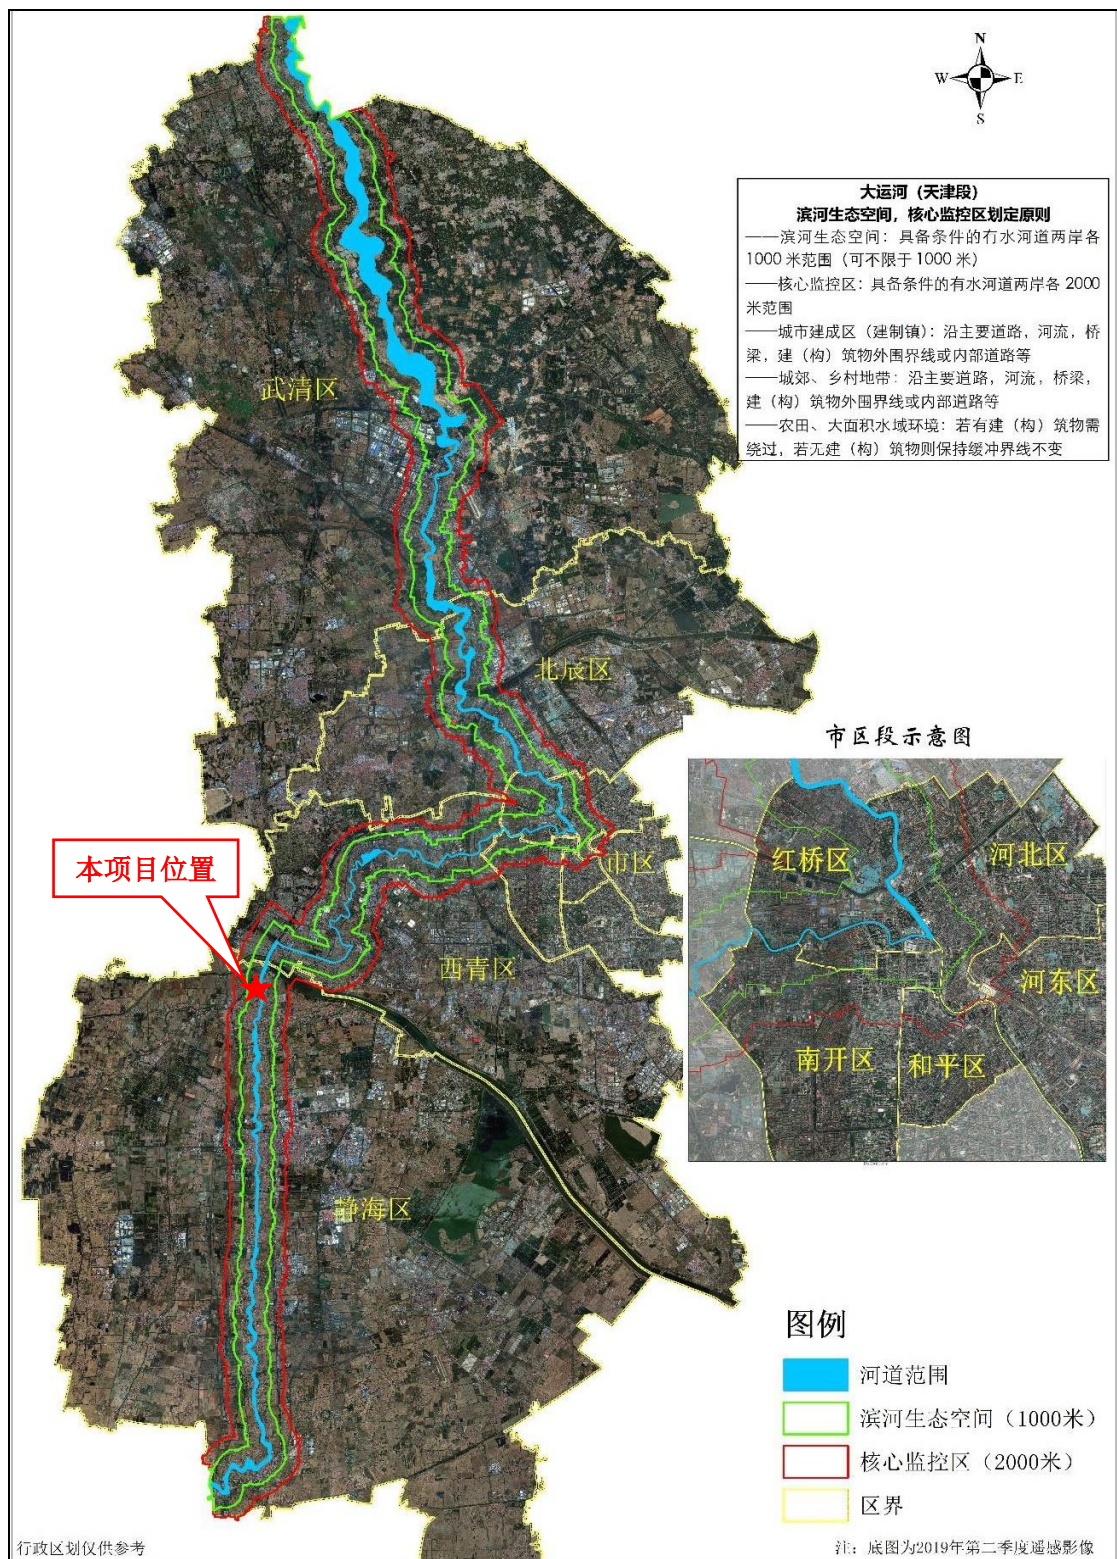 N
W
E
S
大运河（天津段）
滨河生态空间，核心监控区划定原则
——滨河生态空间：具备条件的有水河道两岸各
1000 米范围（可不限于 1000 米）
——核心监控区：具备条件的有水河道两岸各 2000
米范围
——城市建成区（建制镇）：沿主要道路，河流，桥
梁，建（构）筑物外围界线或内部道路等
——城郊、乡村地带：沿主要道路，河流，桥梁，
建（构）筑物外围界线或内部道路等
——农田、大面积水域环境：若有建（构）筑物需
绕过，若无建（构）筑物则保持缓冲界线不变
武清区
北辰区
市区段示意图
本项目位置
市区
红桥区
河北区
西青区
河东区
南开区
和平区
静海区
图例
河道范围
滨河生态空间（1000米）
核心监控区（2000米）
区界
行政区划仅供参考
注：底图为2019年第二季度遥感影像